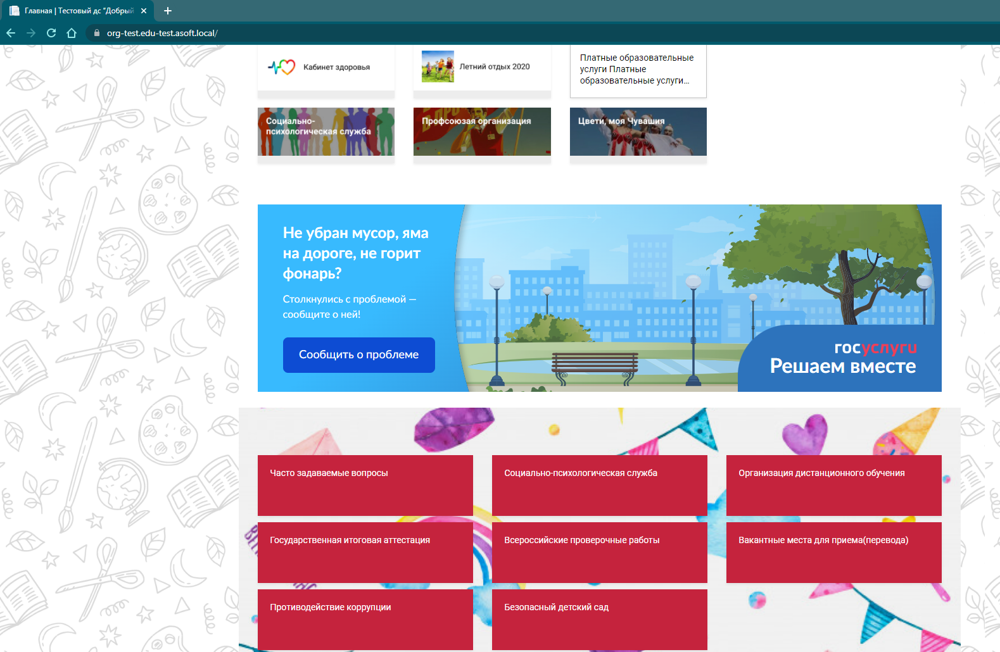 Главная | Тестовый дс "Добрый
org-test.edu-test.asoft.local/
Кабинет здоровья
Летний отдых 2020
Платные образовательные
услуги Платные
образовательные услуги...
Социально-
психологическая служба
Профсоюзая организация
Цвети, моя Чувашия
Не убран мусор, яма
на дороге, не горит
фонарь?
Столкнулись с проблемой —
сообщите о ней!
Сообщить о проблеме
госуслуги
Решаем вместе
Часто задаваемые вопросы
Социально-психологическая служба
Организация дистанционного обучения
Государственная итоговая аттестация
Всероссийские проверочные работы
Вакантные места для приема(перевода)
Противодействие коррупции
Безопасный детский сад